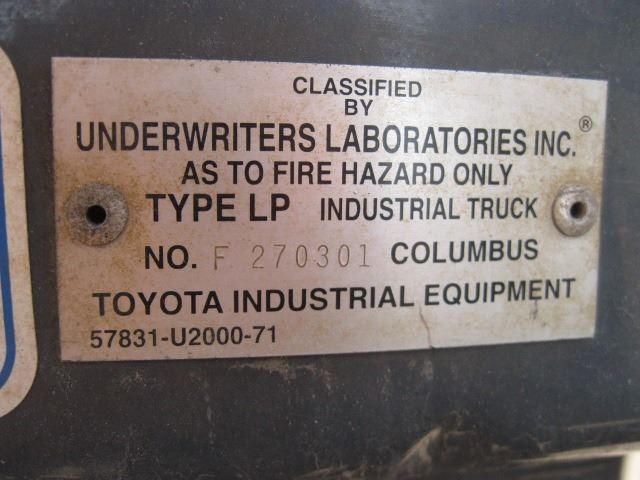 CLASSIFIED
BY
UNDERWRITERS LABORATORIES INC.®
AS TO FIRE HAZARD ONLY
TYPE LP INDUSTRIAL TRUCK
NO. F 270301 COLUMBUS
TOYOTA INDUSTRIAL EQUIPMENT
57831-U2000-71